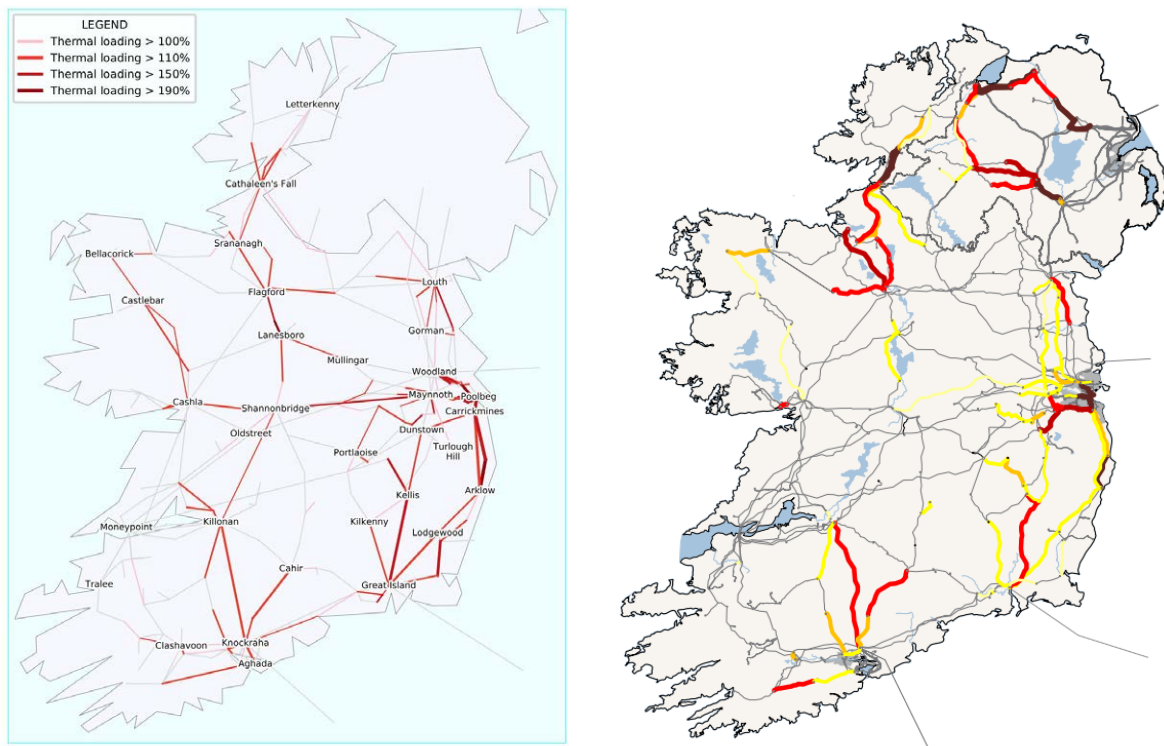 LEGEND
Thermal loading > 100%
Thermal loading > 110%
Thermal loading > 150%
Thermal loading > 190%
Letterkenny
Cathaleen's Fall
Srananagh
Bellacorick
Louth
Flagford
Castlebar
Gorman
Lanesboro
Mullingar
Woodland
Maynnoth
Poolbeg
Cashla
Shannonbridge
Carrickmines
Oldstreet
Dunstown
Turlough
Hill
Portlaoise
Arklow
Kellis
Moneypoint
Killonan
Kilkenny
Lodgewood
Cahir
Tralee
Great Island
Clashavoon
Knockraha
Aghada